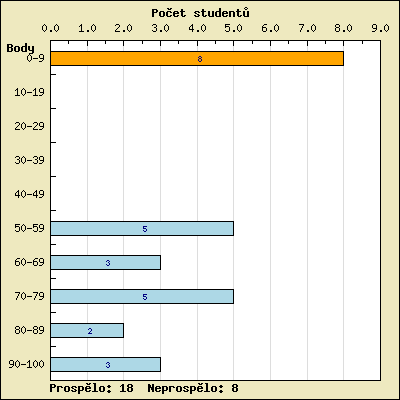 Počet studentů
0.0 1.0 2.0 3.0 4.0 5.0 6.0 7.0 8.0 9.0
Body
0-9 8
10-19
20-29
30-39
40-49
50-59 5
60-69 3
70-79 5
80-89 2
90-100 3
Prospělo: 18 Neprospělo: 8